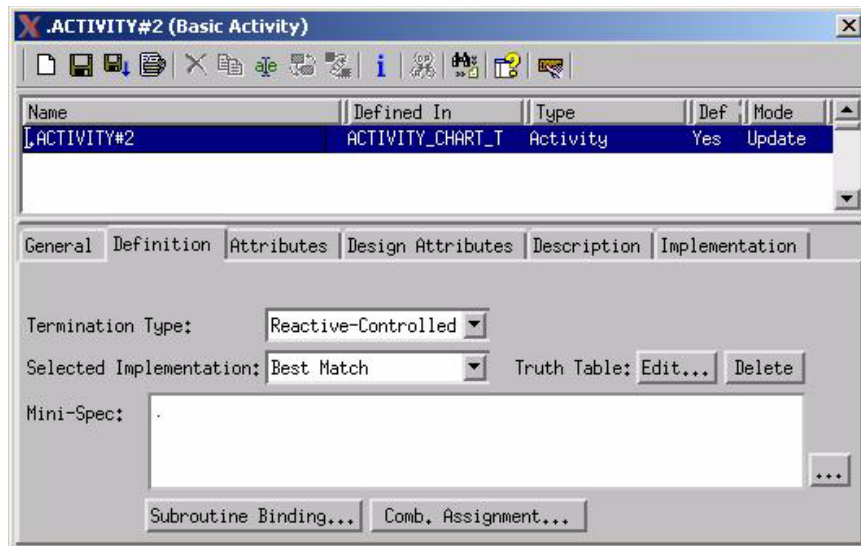 .ACTIVITY#2 (Basic Activity)
Name Defined In Type Def Mode
.ACTIVITY#2 ACTIVITY_CHART_T Activity Yes Update
General Definition Attributes Design Attributes Description Implementation
Termination Type: Reactive-Controlled
Selected Implementation: Best Match Truth Table: Edit... Delete
Mini-Spec: .
...
Subroutine Binding... Comb. Assignment...